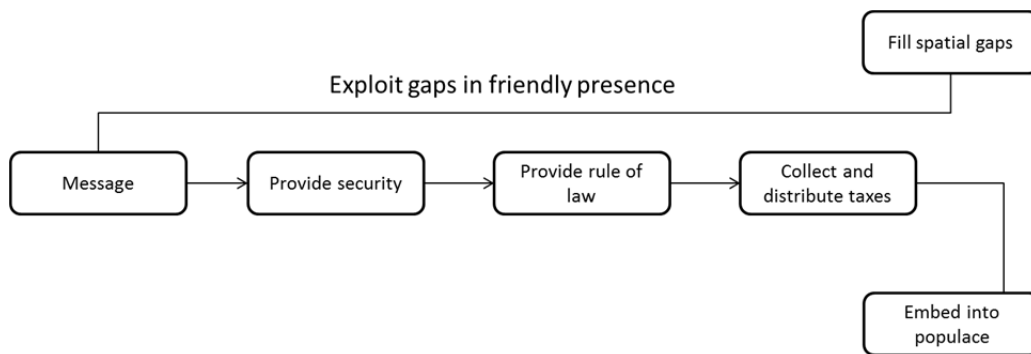 Fill spatial gaps
Exploit gaps in friendly presence
Message
Provide security
Provide rule of
law
Collect and
distribute taxes
Embed into
populace